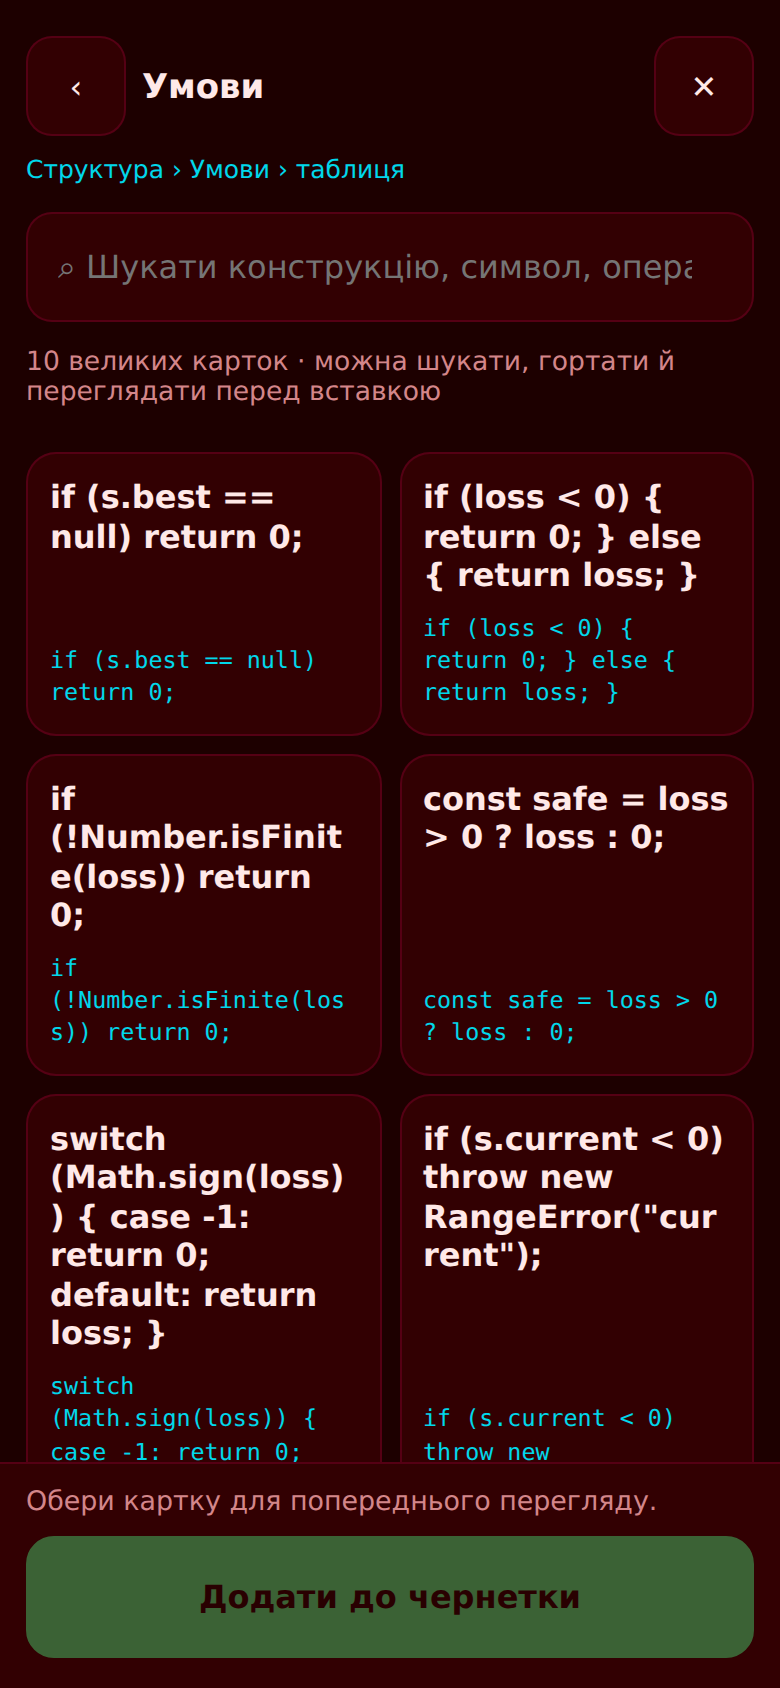 ‹ Умови ✕
Структура › Умови › таблиця
⌕ Шукати конструкцію, символ, опера
10 великих карток · можна шукати, гортати й
переглядати перед вставкою
if (s.best ==
null) return 0;
if (s.best == null)
return 0;
if (loss < 0) {
return 0; } else
{ return loss; }
if (loss < 0) {
return 0; } else {
return loss; }
if
(!Number.isFinit
e(loss)) return
0;
if
(!Number.isFinite(los
s)) return 0;
const safe = loss
> 0 ? loss : 0;
const safe = loss > 0
? loss : 0;
switch
(Math.sign(loss)
) { case -1:
return 0;
default: return
loss; }
switch
(Math.sign(loss)) {
case -1: return 0;
if (s.current < 0)
throw new
RangeError("cur
rent");
if (s.current < 0)
throw new
Обери картку для попереднього перегляду.
Додати до чернетки